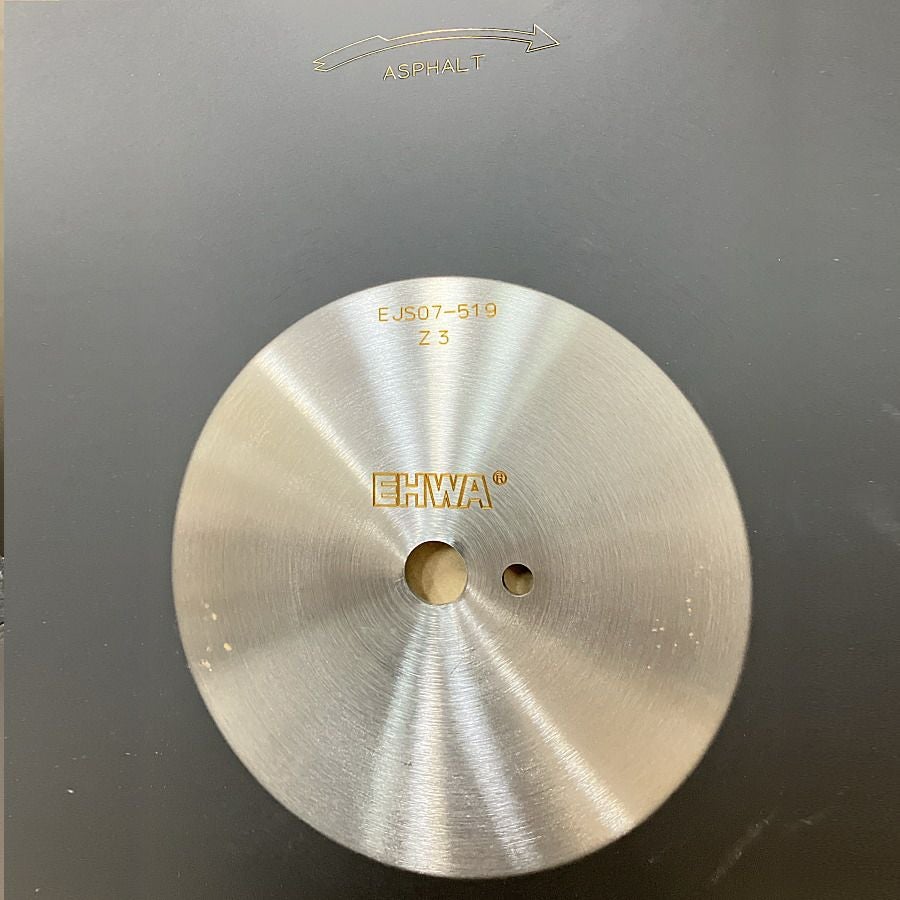 ASPHALT
EJS07-519
Z3
EHWA®